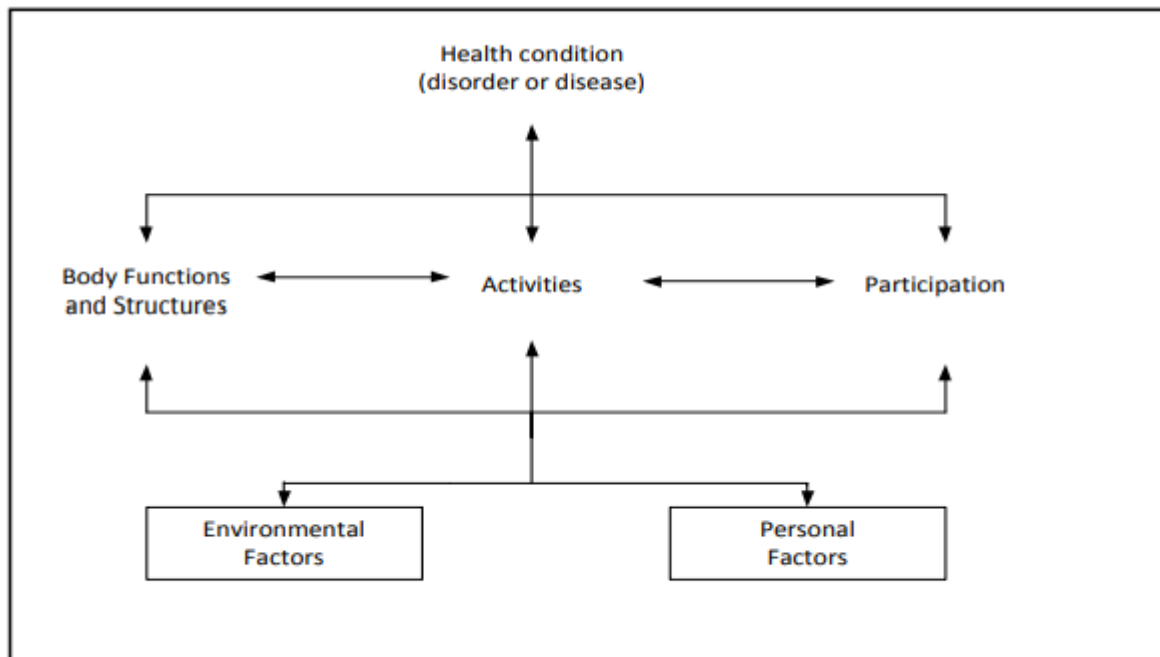 Health condition
(disorder or disease)
Body Functions
and Structures
Activities
Participation
Environmental
Factors
Personal
Factors